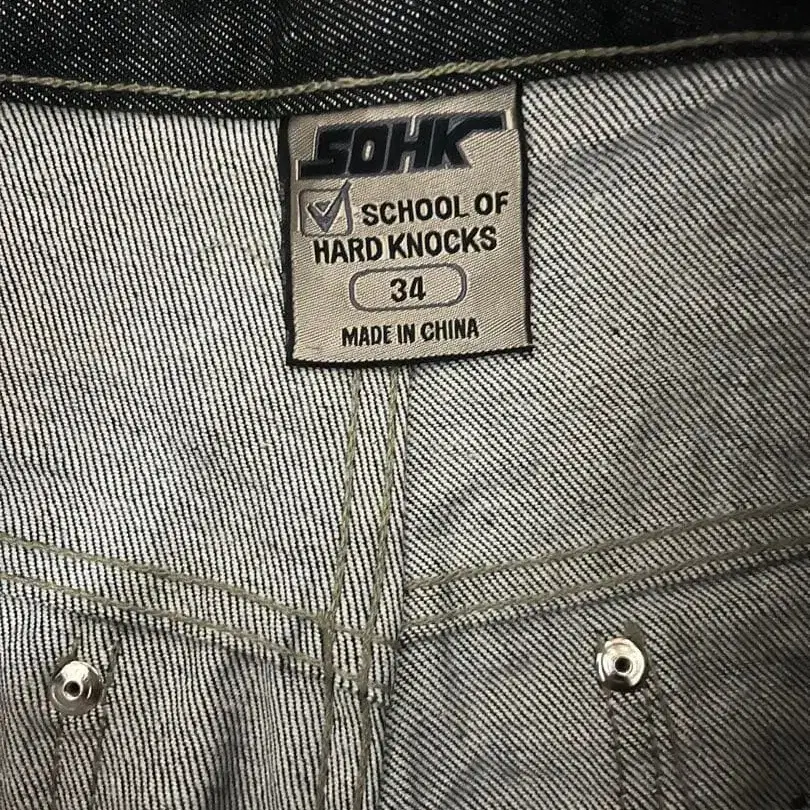 SOHK
SCHOOL OF
HARD KNOCKS
34
MADE IN CHINA